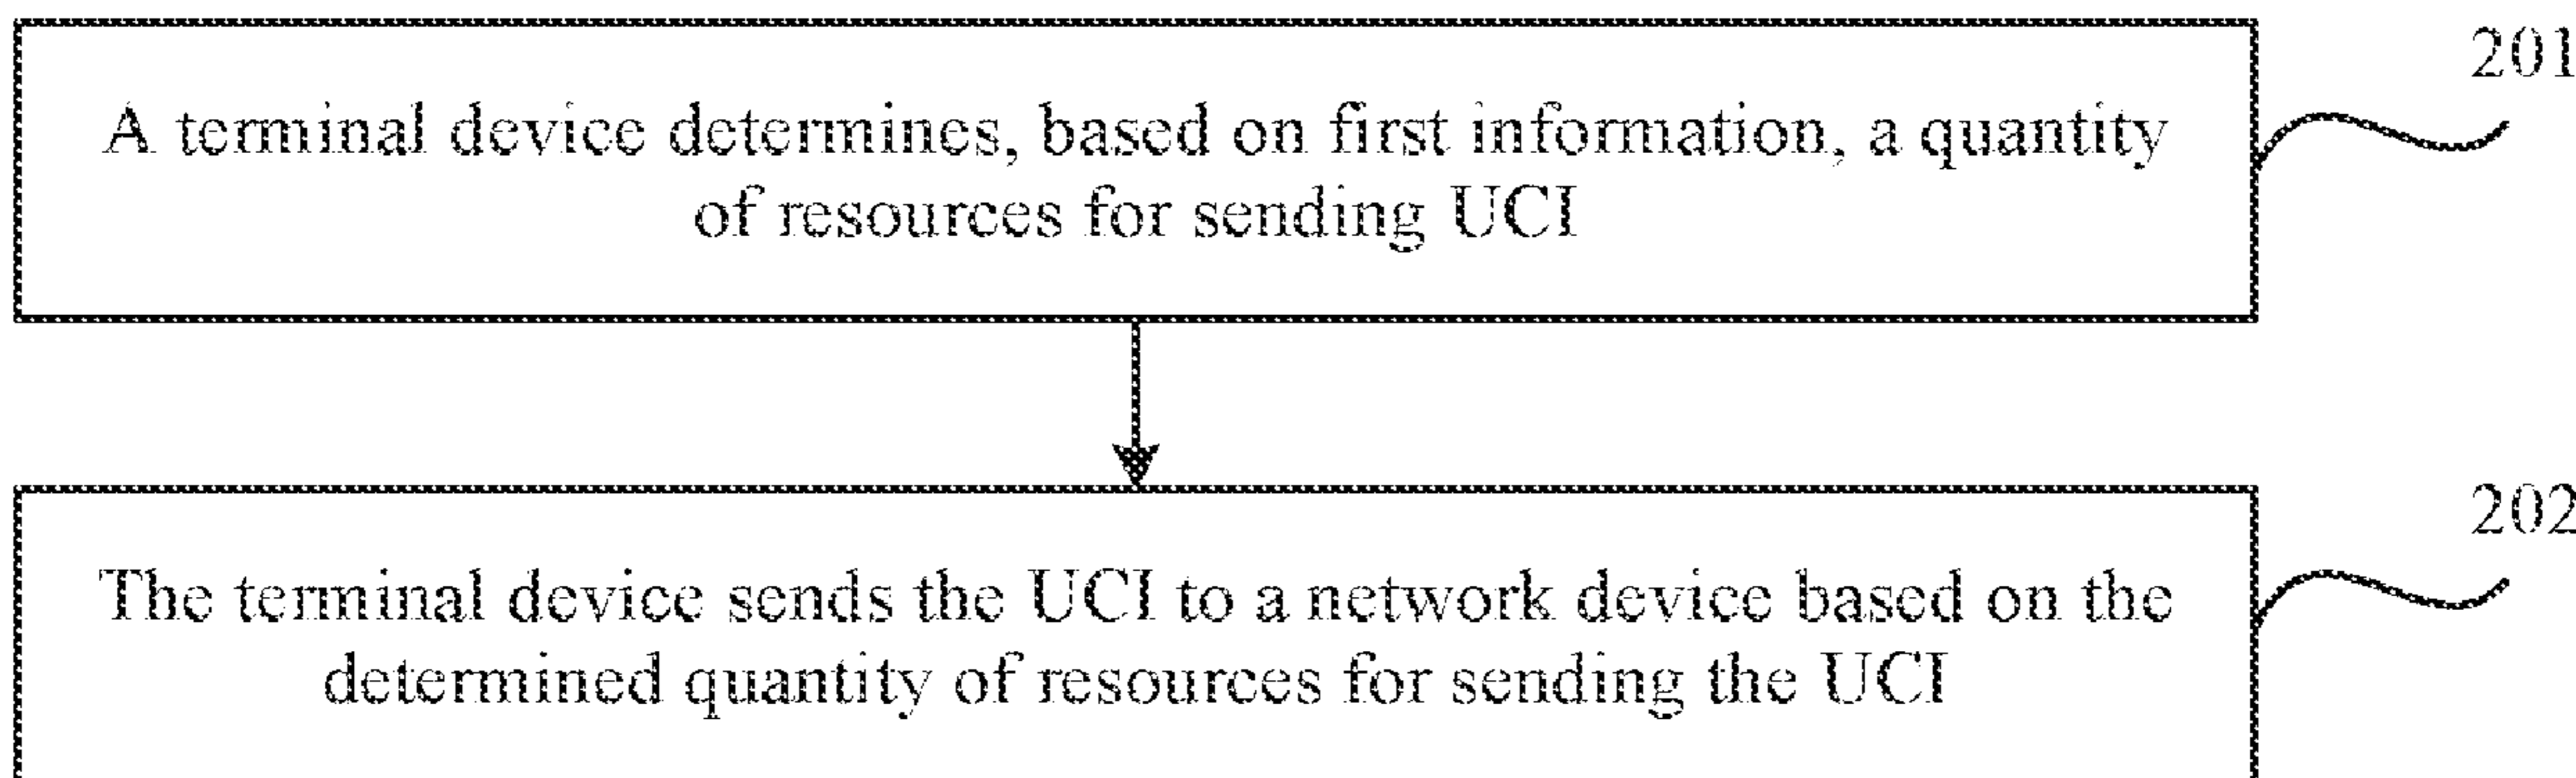 201
A terminal device determines, based on first information, a quantity
of resources for sending UCI
202
The terminal device sends the UCI to a network device based on the
determined quantity of resources for sending the UCI